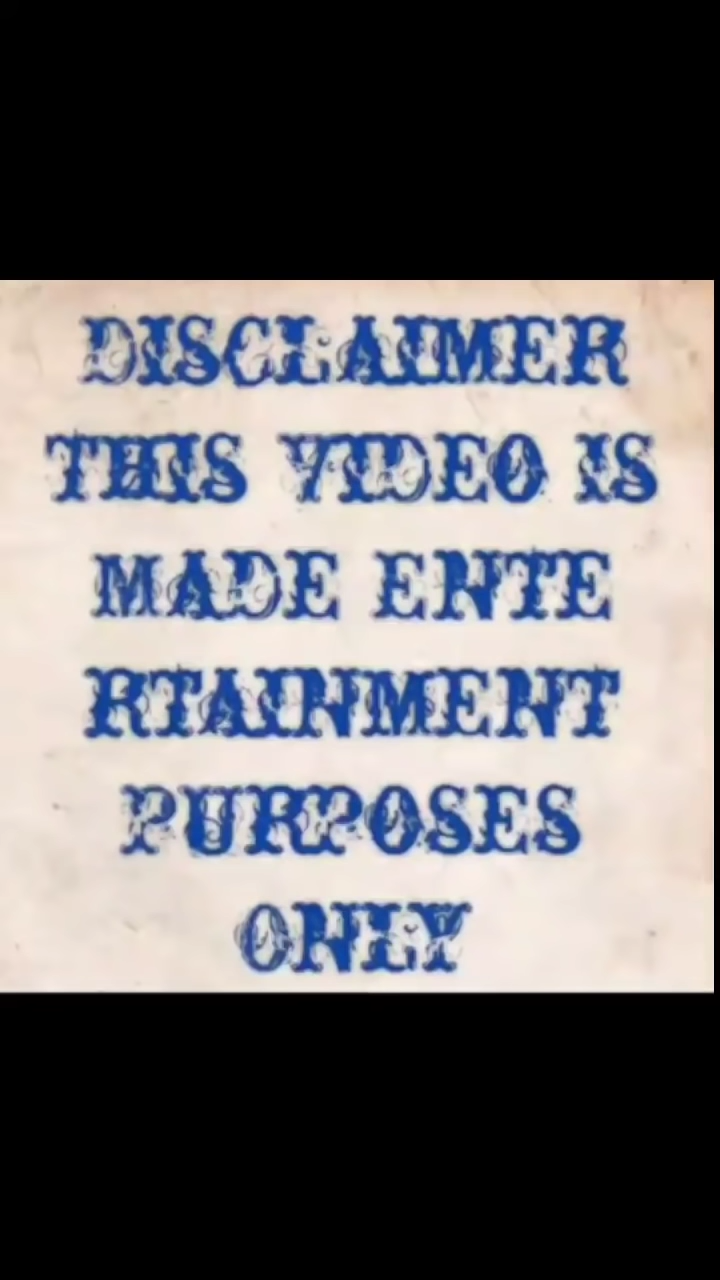 DISCLAIMER
THIS VIDEO IS
MADE ENTE
RTAINMENT
PURPOSES
ONLY